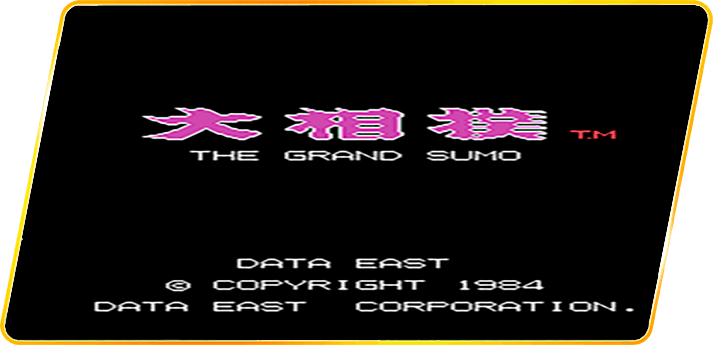 大相撲 T.M
THE GRAND SUMO
DATA EAST
© COPYRIGHT 1984
DATA EAST CORPORATION.